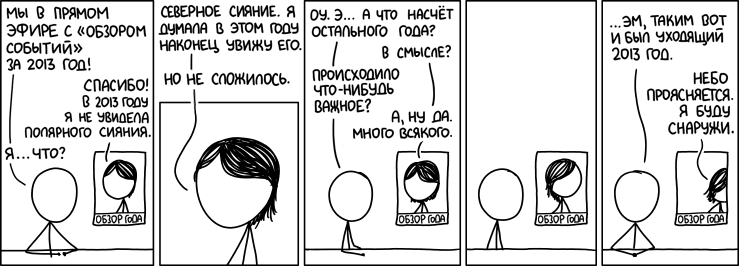 МЫ В ПРЯМОМ
ЭФИРЕ С «ОБЗОРОМ
СОБЫТИЙ»
ЗА 2013 ГОД!
СПАСИБО!
В 2013 ГОДУ
Я НЕ УВИДЕЛА
ПОЛЯРНОГО СИЯНИЯ.
Я...ЧТО?
ОБЗОР ГОДА
СЕВЕРНОЕ СИЯНИЕ. Я
ДУМАЛА В ЭТОМ ГОДУ
НАКОНЕЦ УВИЖУ ЕГО.
НО НЕ СЛОЖИЛОСЬ.
ОУ. Э... А ЧТО НАСЧЁТ
ОСТАЛЬНОГО ГОДА?
В СМЫСЛЕ?
ПРОИСХОДИЛО
ЧТО-НИБУДЬ
ВАЖНОЕ?
А, НУ ДА.
МНОГО ВСЯКОГО.
ОБЗОР ГОДА
ОБЗОР ГОДА
...ЭМ, ТАКИМ ВОТ
И БЫЛ УХОДЯЩИЙ
2013 ГОД.
НЕБО
ПРОЯСНЯЕТСЯ.
Я БУДУ
СНАРУЖИ.
ОБЗОР ГОДА